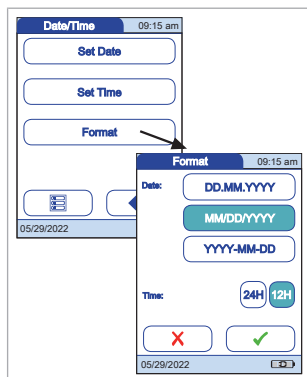 Date/Time 09:15 am
Set Date
Set Time
Format
05/29/2022
Format 09:15 am
Date: DD.MM.YYYY
MM/DD/YYYY
YYYY-MM-DD
Time: 24H 12H
05/29/2022